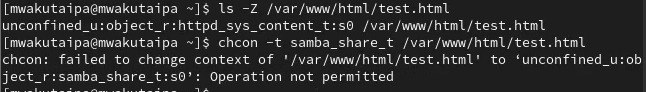 [mwakutaipa@mwakutaipa ~]$ ls -Z /var/www/html/test.html
unconfined_u:object_r:httpd_sys_content_t:s0 /var/www/html/test.html
[mwakutaipa@mwakutaipa ~]$ chcon -t samba_share_t /var/www/html/test.html
chcon: failed to change context of '/var/www/html/test.html' to ‘unconfined_u:ob
ject_r:samba_share_t:s0’: Operation not permitted